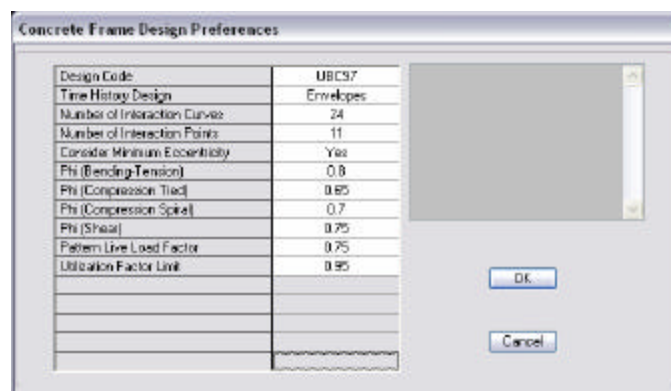 Concrete Frame Design Preferences
Design Code UBC97
Time History Design Envelopes
Number of Interaction Curves 24
Number of Interaction Points 11
Consider Minimum Eccentricity Yes
Phi (Bending-Tension) 0.8
Phi (Compression Tied) 0.65
Phi (Compression Spiral) 0.7
Phi (Shear) 0.75
Pattern Live Load Factor 0.75
Utilization Factor Limit 0.95
OK
Cancel